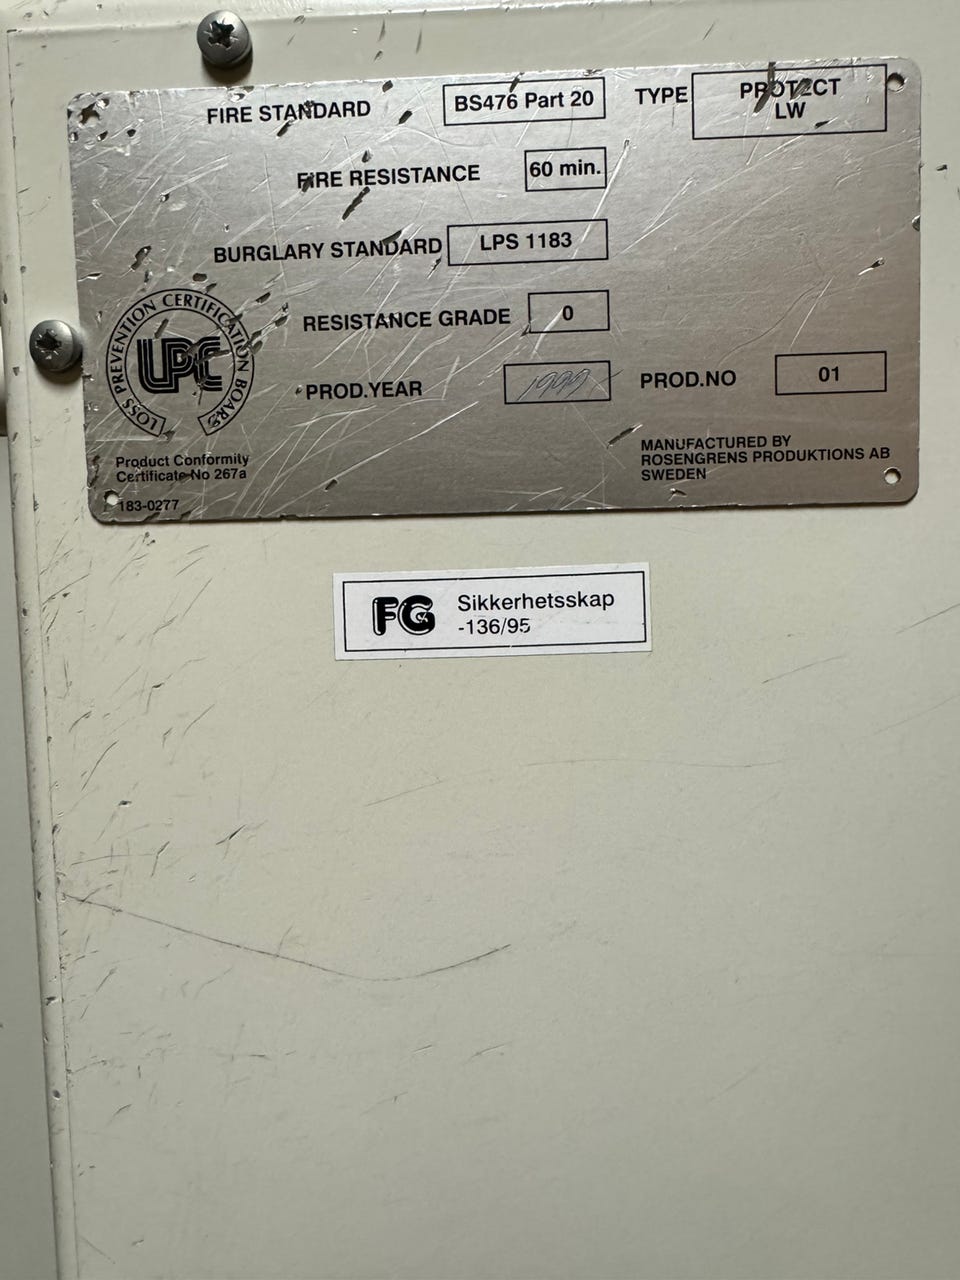 FIRE STANDARD BS476 Part 20 TYPE PROTECT LW
FIRE RESISTANCE 60 min.
BURGLARY STANDARD LPS 1183
RESISTANCE GRADE 0
PROD.YEAR PROD.NO 01
LOSS PREVENTION CERTIFICATION BOARD
LPC
Product Conformity
Certificate No 267a
183-0277
MANUFACTURED BY
ROSENGRENS PRODUKTIONS AB
SWEDEN
FG Sikkerhetsskap
-136/95